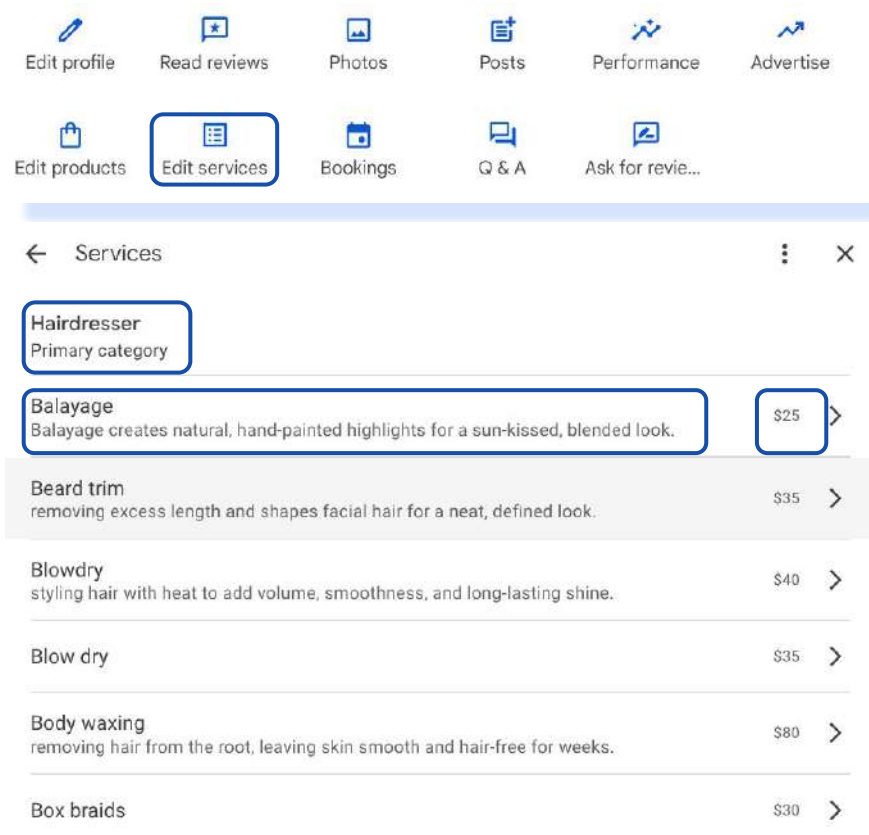 Edit profile
Read reviews
Photos
Posts
Performance
Advertise
Edit products
Edit services
Bookings
Q & A
Ask for revie...
Services
Hairdresser
Primary category
Balayage
Balayage creates natural, hand-painted highlights for a sun-kissed, blended look.
$25
Beard trim
removing excess length and shapes facial hair for a neat, defined look.
$35
Blowdry
styling hair with heat to add volume, smoothness, and long-lasting shine.
$40
Blow dry
$35
Body waxing
removing hair from the root, leaving skin smooth and hair-free for weeks.
$80
Box braids
$30